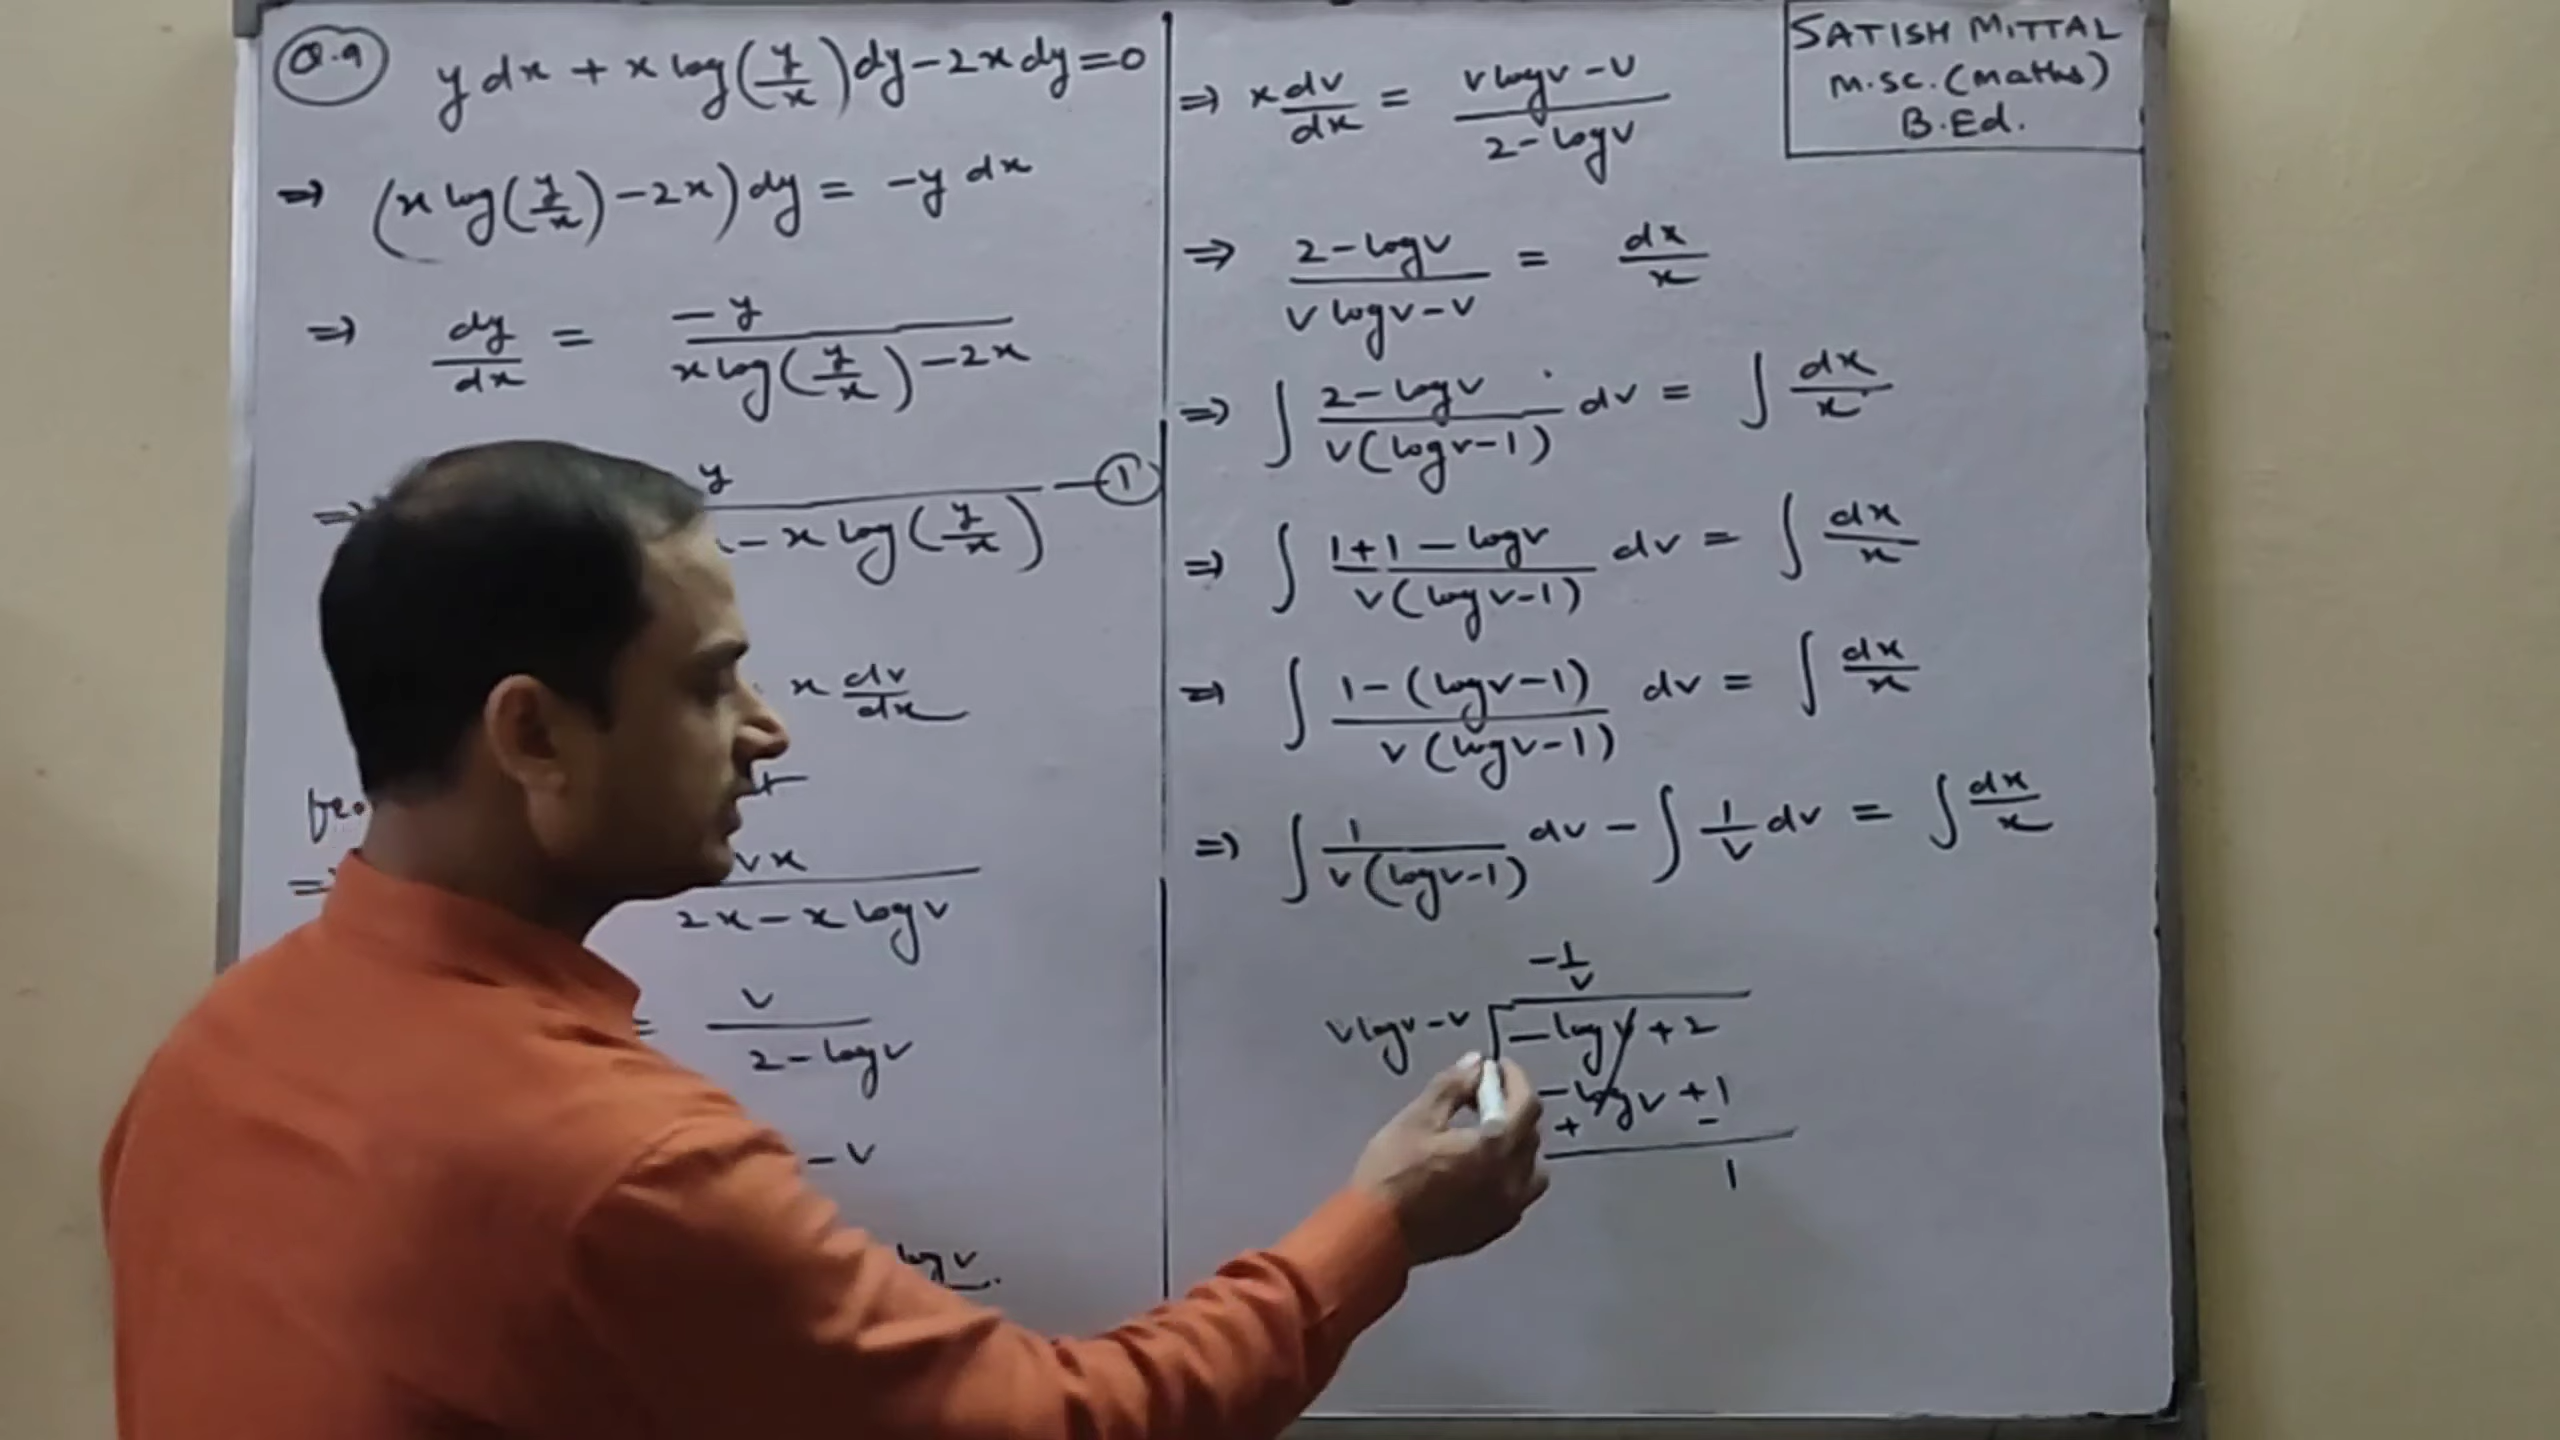 Q.9 y dx + x log(y/x) dy - 2x dy = 0
⇒ (x log(y/x) - 2x) dy = -y dx
⇒ dy/dx = -y / (x log(y/x) - 2x)
⇒ y / - x log(y/x) — ①
x dv/dx
⇒ vx / (2x - x log v)
= v / (2 - log v)
- v
log v
⇒ x dv/dx = (v log v - v) / (2 - log v)
⇒ (2 - log v) / (v log v - v) = dx/x
⇒ ∫ (2 - log v) / (v(log v - 1)) dv = ∫ dx/x
⇒ ∫ (1 + 1 - log v) / (v(log v - 1)) dv = ∫ dx/x
⇒ ∫ (1 - (log v - 1)) / (v(log v - 1)) dv = ∫ dx/x
⇒ ∫ 1 / (v(log v - 1)) dv - ∫ 1/v dv = ∫ dx/x
-1/v
v log v - v | - log v + 2
- log v + 1
+ -
1
SATISH MITTAL
M.SC. (Maths)
B.Ed.